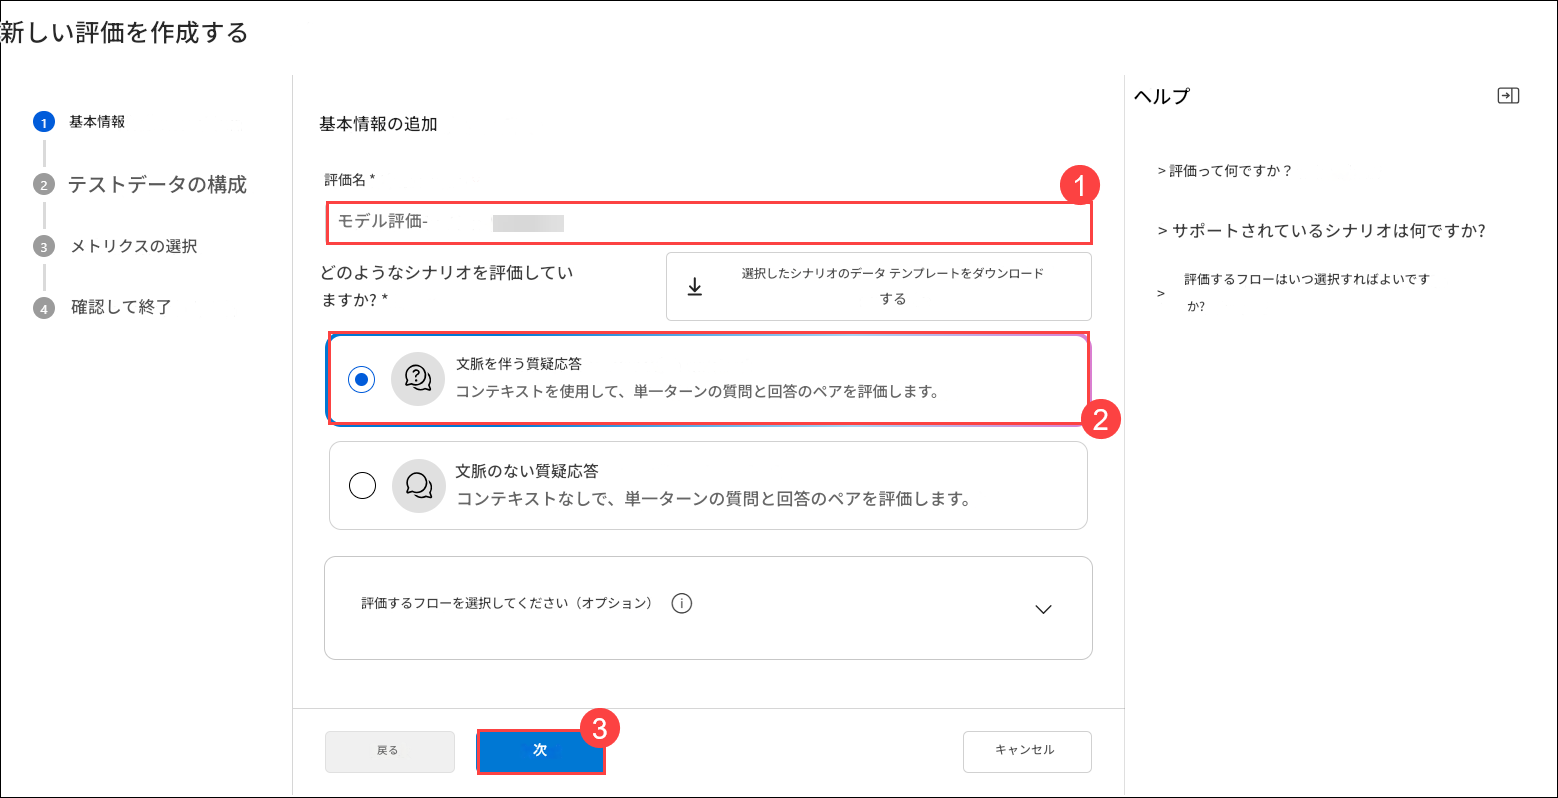 新しい評価を作成する
1 基本情報
2 テストデータの構成
3 メトリクスの選択
4 確認して終了
基本情報の追加
評価名 *
1
モデル評価-
どのようなシナリオを評価してい
ますか? *
選択したシナリオのデータ テンプレートをダウンロード
する
文脈を伴う質疑応答
コンテキストを使用して、単一ターンの質問と回答のペアを評価します。
2
文脈のない質疑応答
コンテキストなしで、単一ターンの質問と回答のペアを評価します。
評価するフローを選択してください（オプション）
戻る
次
3
キャンセル
ヘルプ
> 評価って何ですか？
> サポートされているシナリオは何ですか?
> 評価するフローはいつ選択すればよいです
か?